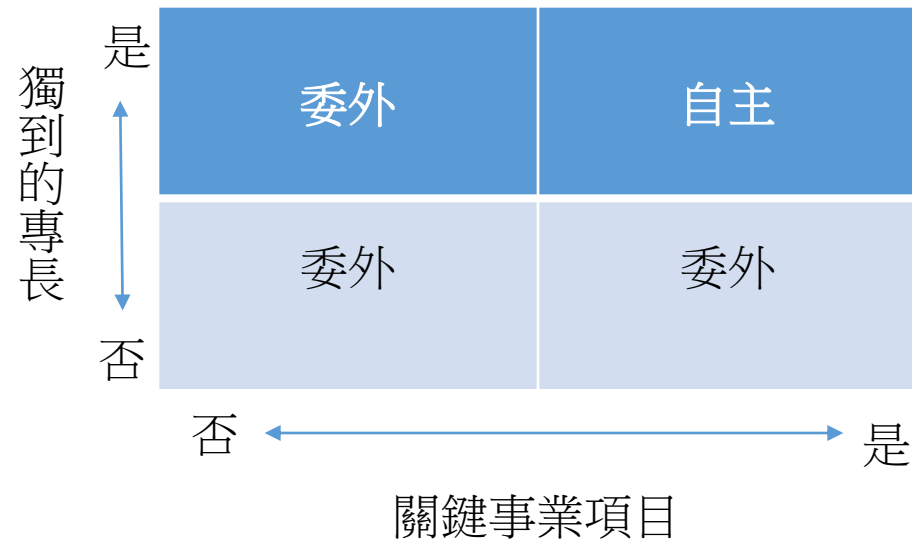 是
獨到的專長
委外
自主
委外
委外
否
否
是
關鍵事業項目